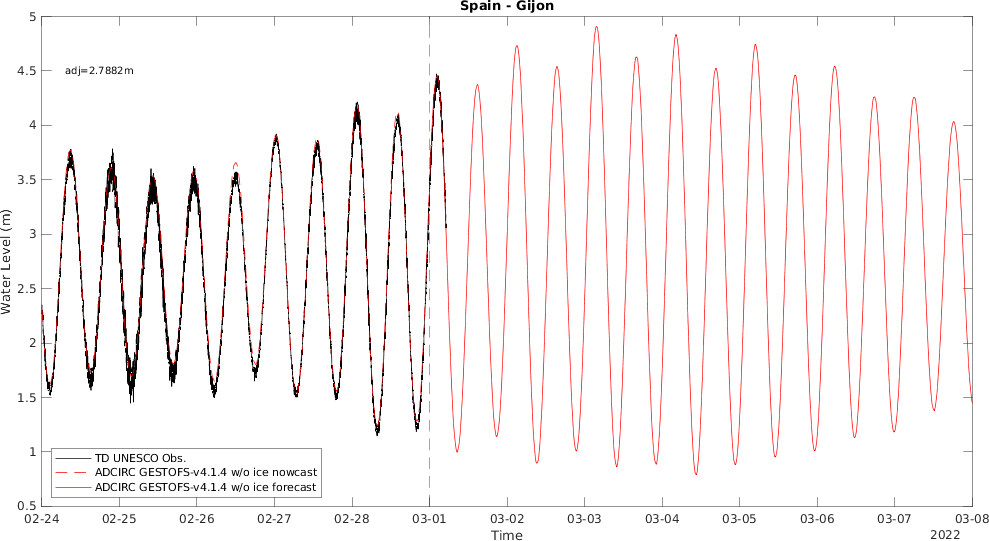 Spain - Gijon
5
4.5
4
3.5
3
2.5
2
1.5
1
0.5
Water Level (m)
adj=2.7882m
TD UNESCO Obs.
ADCIRC GESTOFS-v4.1.4 w/o ice nowcast
ADCIRC GESTOFS-v4.1.4 w/o ice forecast
02-24 02-25 02-26 02-27 02-28 03-01 03-02 03-03 03-04 03-05 03-06 03-07 03-08
Time
2022